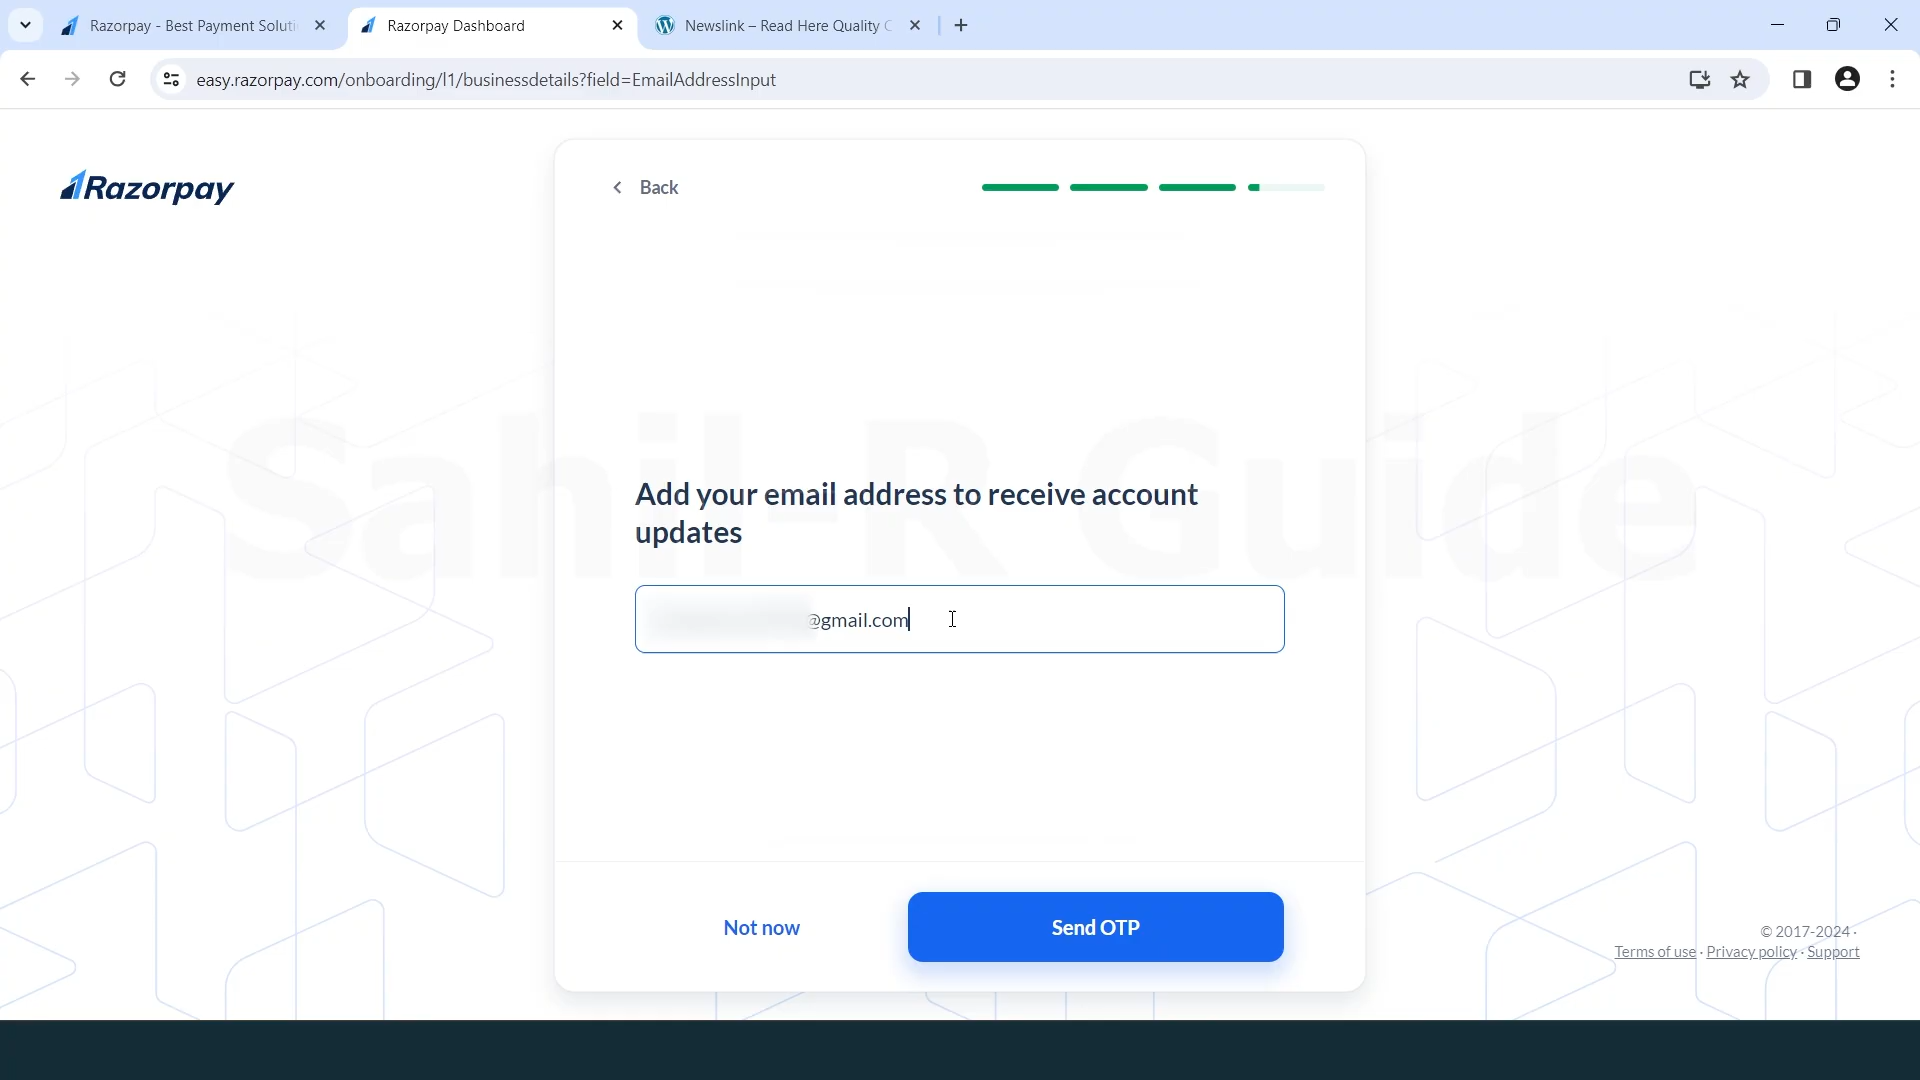 Razorpay - Best Payment Soluti
Razorpay Dashboard
Newslink – Read Here Quality C
easy.razorpay.com/onboarding/l1/businessdetails?field=EmailAddressInput
Razorpay
Back
Sahil-R Guide
Add your email address to receive account
updates
@gmail.com
Not now
Send OTP
© 2017-2024 ·
Terms of use · Privacy policy · Support